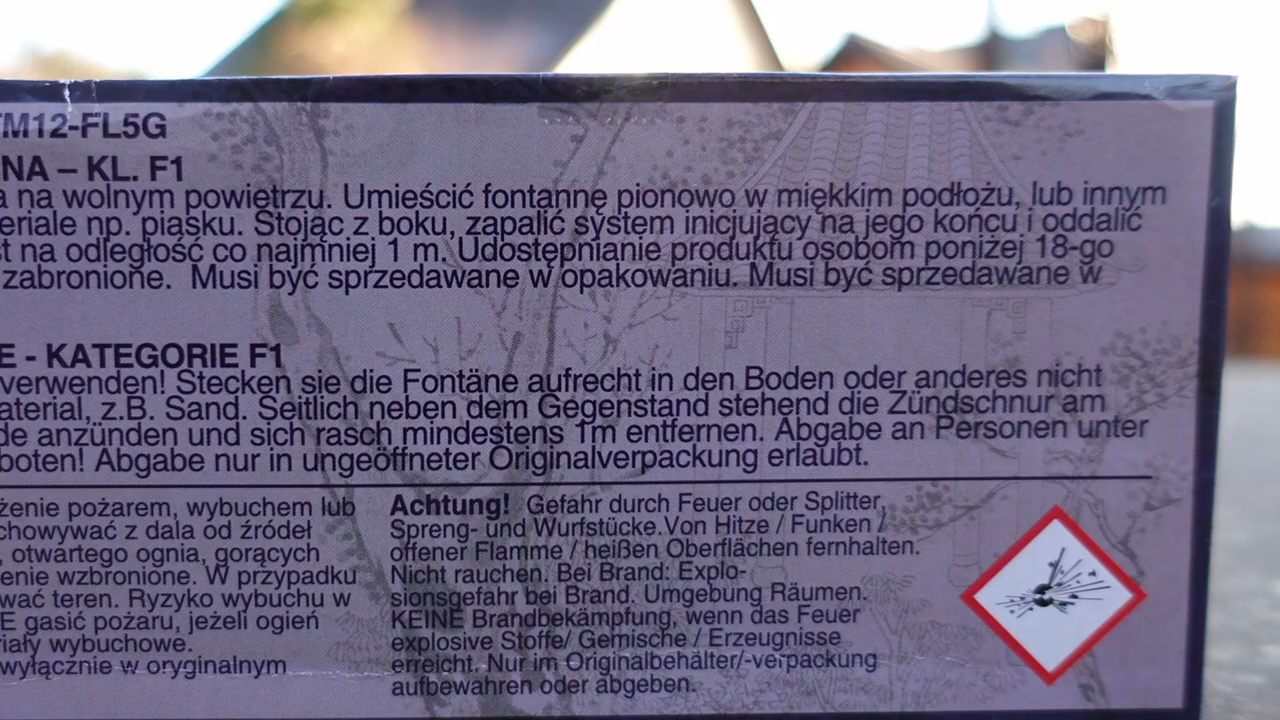 TM12-FL5G
NA – KL. F1
a na wolnym powietrzu. Umieścić fontannę pionowo w miękkim podłożu, lub innym
eriale np. piasku. Stojąc z boku, zapalić system inicjujący na jego końcu i oddalić
t na odległość co najmniej 1 m. Udostępnianie produktu osobom poniżej 18-go
zabronione. Musi być sprzedawane w opakowaniu. Musi być sprzedawane w
E - KATEGORIE F1
verwenden! Stecken sie die Fontäne aufrecht in den Boden oder anderes nicht
aterial, z.B. Sand. Seitlich neben dem Gegenstand stehend die Zündschnur am
de anzünden und sich rasch mindestens 1m entfernen. Abgabe an Personen unter
boten! Abgabe nur in ungeöffneter Originalverpackung erlaubt.
żenie pożarem, wybuchem lub
chowywać z dala od źródeł
, otwartego ognia, gorących
enie wzbronione. W przypadku
wać teren. Ryzyko wybuchu w
E gasić pożaru, jeżeli ogień
riały wybuchowe.
wyłącznie w oryginalnym
Achtung! Gefahr durch Feuer oder Splitter,
Spreng- und Wurfstücke.Von Hitze / Funken /
offener Flamme / heißen Oberflächen fernhalten.
Nicht rauchen. Bei Brand: Explo-
sionsgefahr bei Brand. Umgebung Räumen.
KEINE Brandbekämpfung, wenn das Feuer
explosive Stoffe/ Gemische / Erzeugnisse
erreicht. Nur im Originalbehälter/-verpackung
aufbewahren oder abgeben.